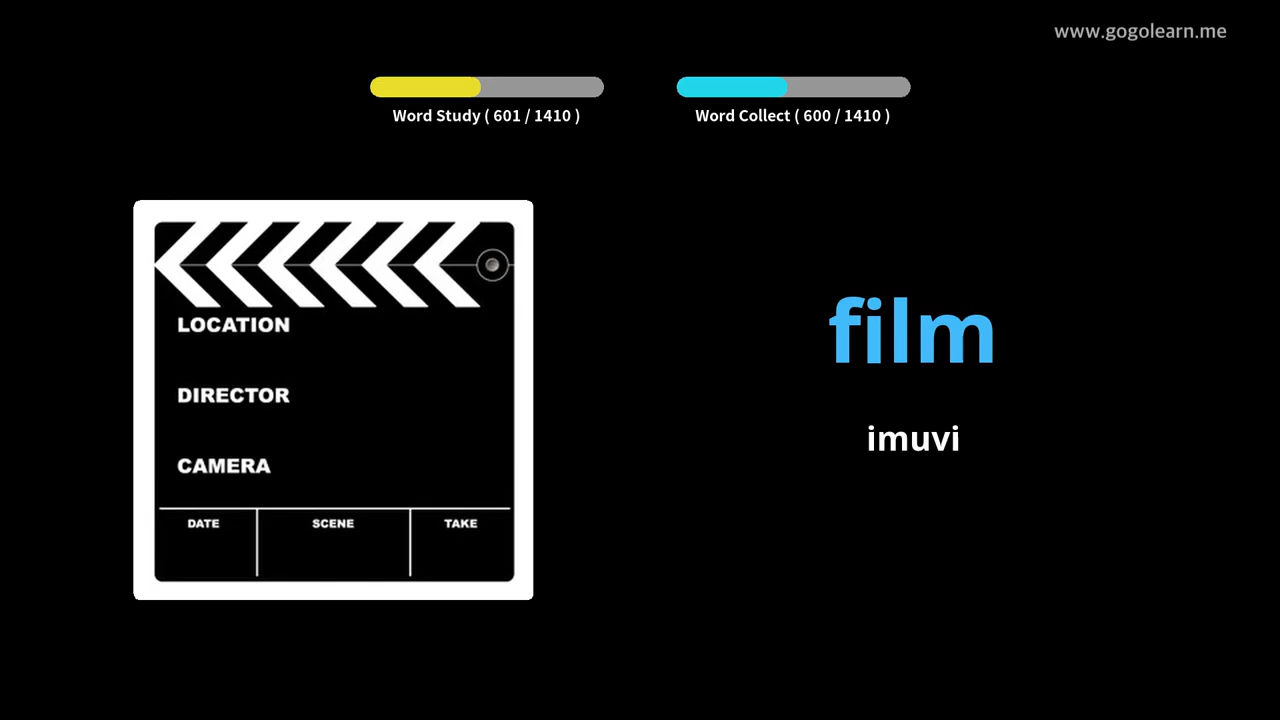 www.gogolearn.me
Word Study ( 601 / 1410 )
Word Collect ( 600 / 1410 )
LOCATION
DIRECTOR
CAMERA
DATE
SCENE
TAKE
film
imuvi